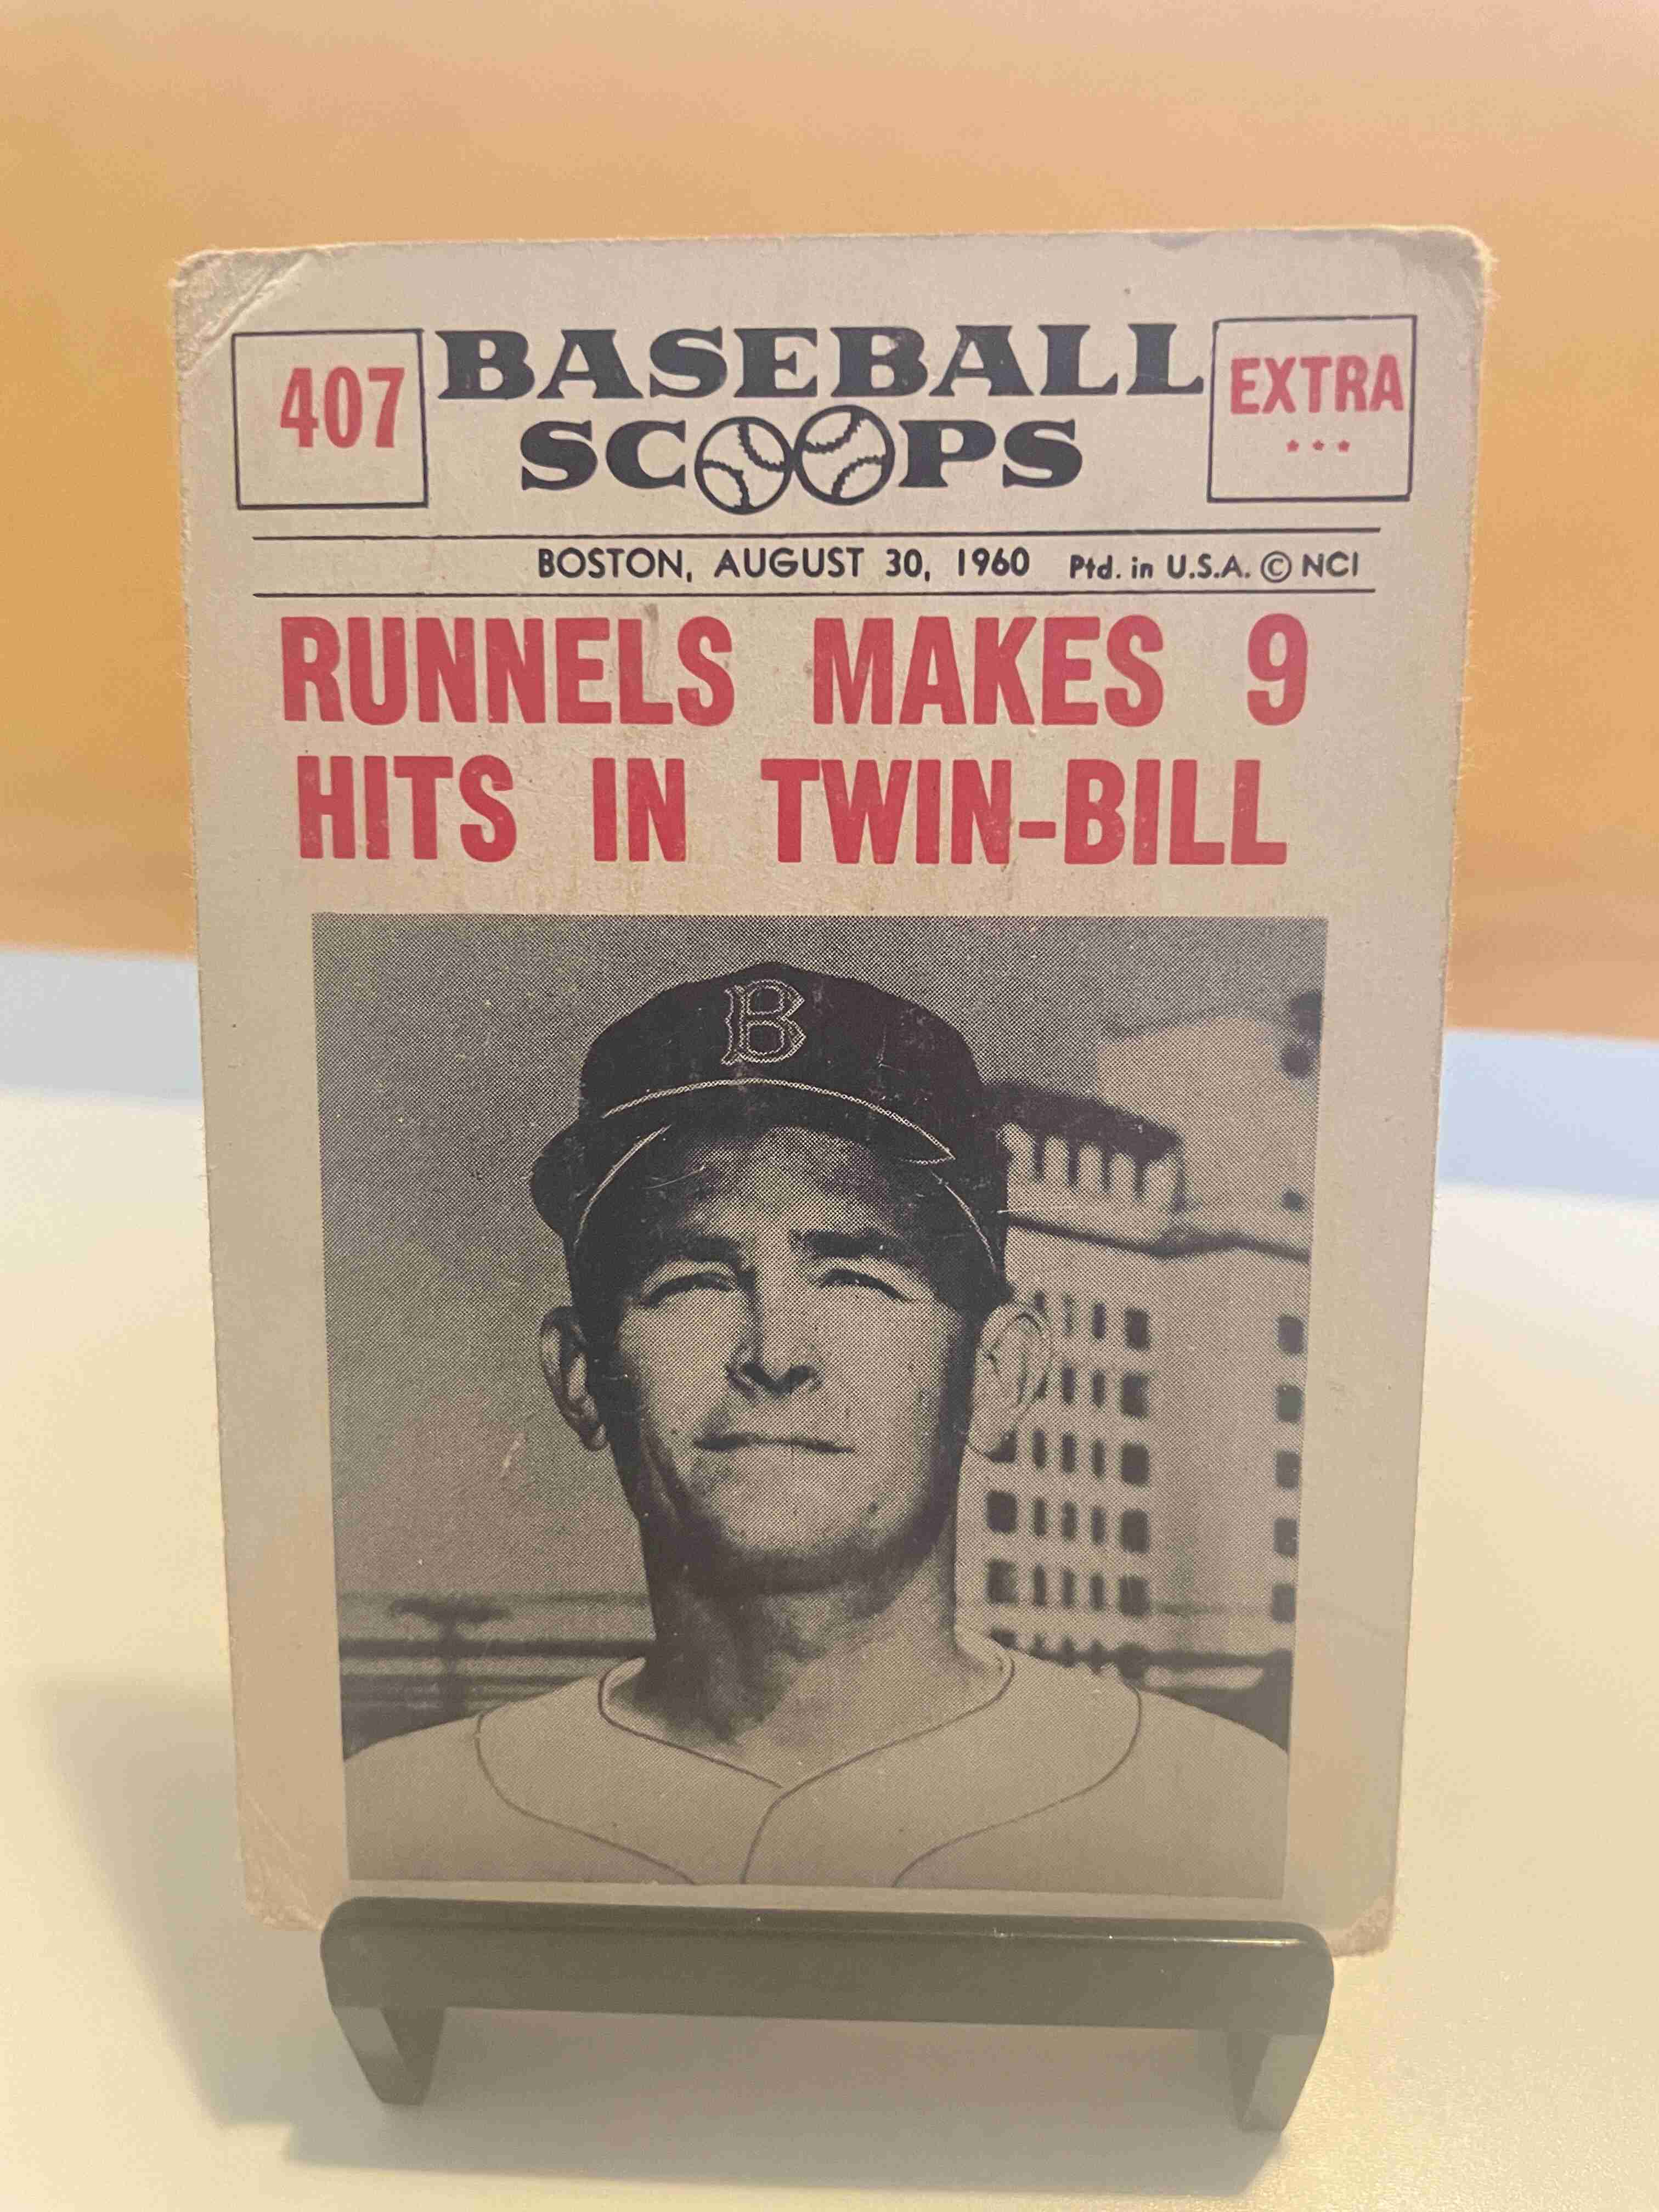 407
BASEBALL
SCOOPS
EXTRA
***
BOSTON, AUGUST 30, 1960 Ptd. in U.S.A. © NCI
RUNNELS MAKES 9
HITS IN TWIN-BILL
B